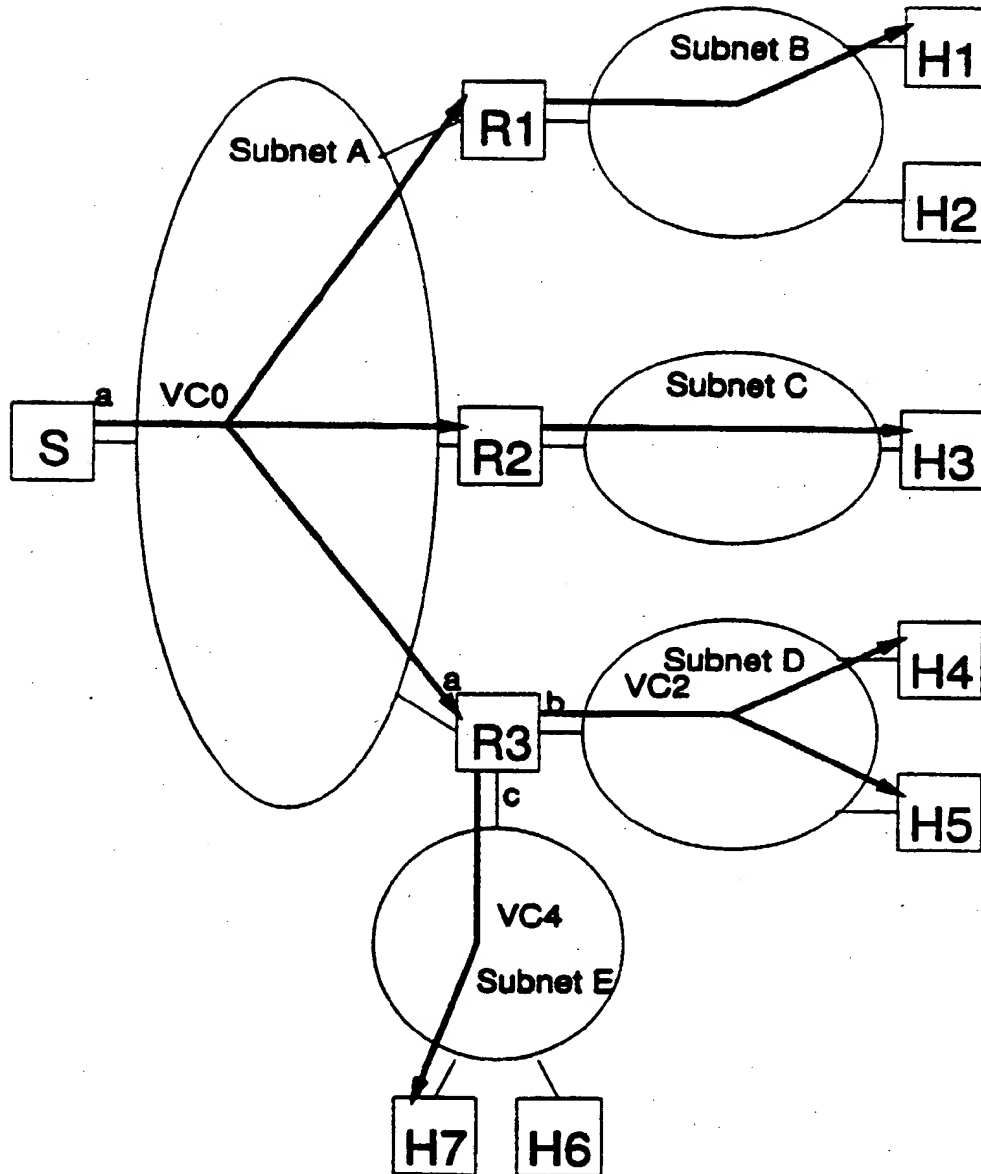 Subnet B
H1
R1
Subnet A
H2
a
VC0
Subnet C
S
R2
H3
Subnet D
H4
a
VC2
b
R3
c
H5
VC4
Subnet E
H7
H6